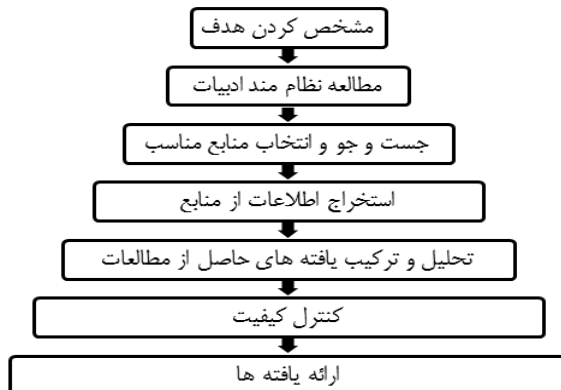 مشخص کردن هدف
مطالعه نظام مند ادبیات
جست و جو و انتخاب منابع مناسب
استخراج اطلاعات از منابع
تحلیل و ترکیب یافته های حاصل از مطالعات
کنترل کیفیت
ارائه یافته ها